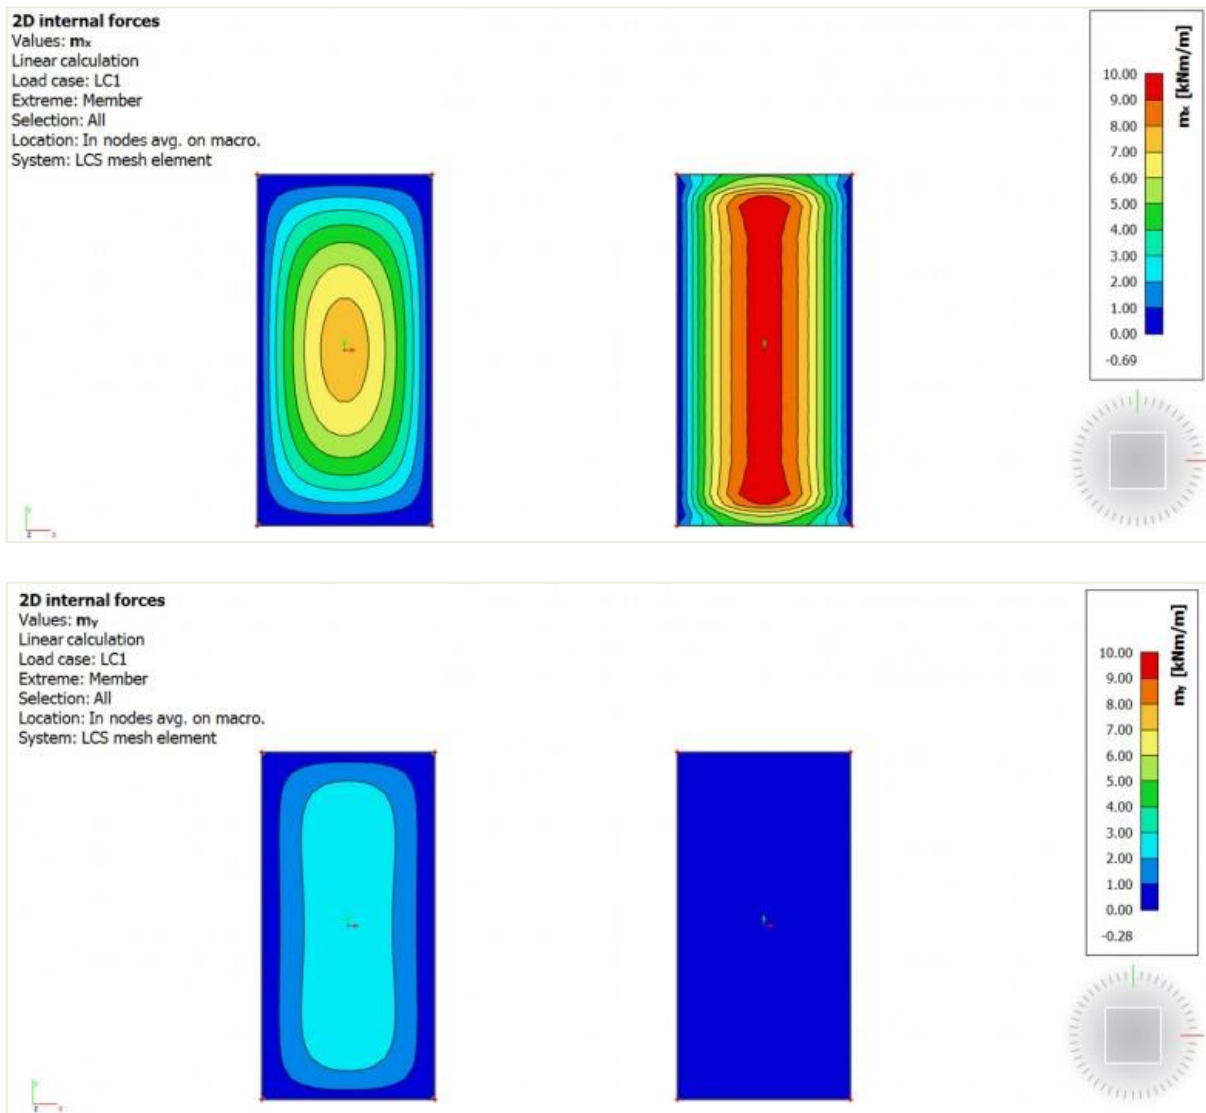 2D internal forces
Values: mₓ
Linear calculation
Load case: LC1
Extreme: Member
Selection: All
Location: In nodes avg. on macro.
System: LCS mesh element
mₓ [kNm/m]
10.00
9.00
8.00
7.00
6.00
5.00
4.00
3.00
2.00
1.00
0.00
-0.69
y
z x
2D internal forces
Values: mᵧ
Linear calculation
Load case: LC1
Extreme: Member
Selection: All
Location: In nodes avg. on macro.
System: LCS mesh element
mᵧ [kNm/m]
10.00
9.00
8.00
7.00
6.00
5.00
4.00
3.00
2.00
1.00
0.00
-0.28
y
z x